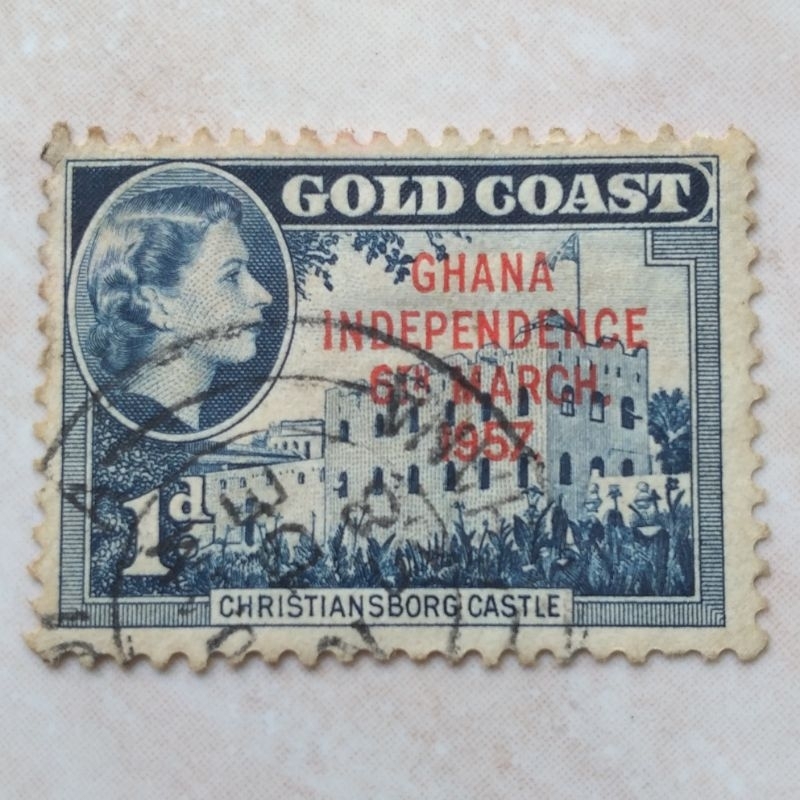 GOLD COAST
GHANA
INDEPENDENCE
6TH MARCH,
1957.
1d
CHRISTIANSBORG CASTLE